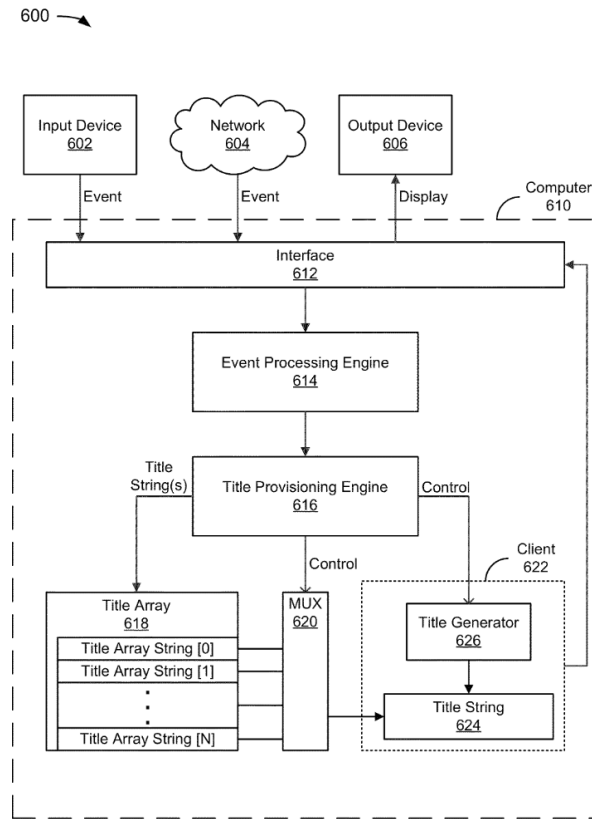 600
Input Device
602
Network
604
Output Device
606
Event
Event
Display
Computer
610
Interface
612
Event Processing Engine
614
Title
String(s)
Title Provisioning Engine
616
Control
Control
Client
622
Title Array
618
MUX
620
Title Generator
626
Title Array String [0]
Title Array String [1]
Title String
624
Title Array String [N]